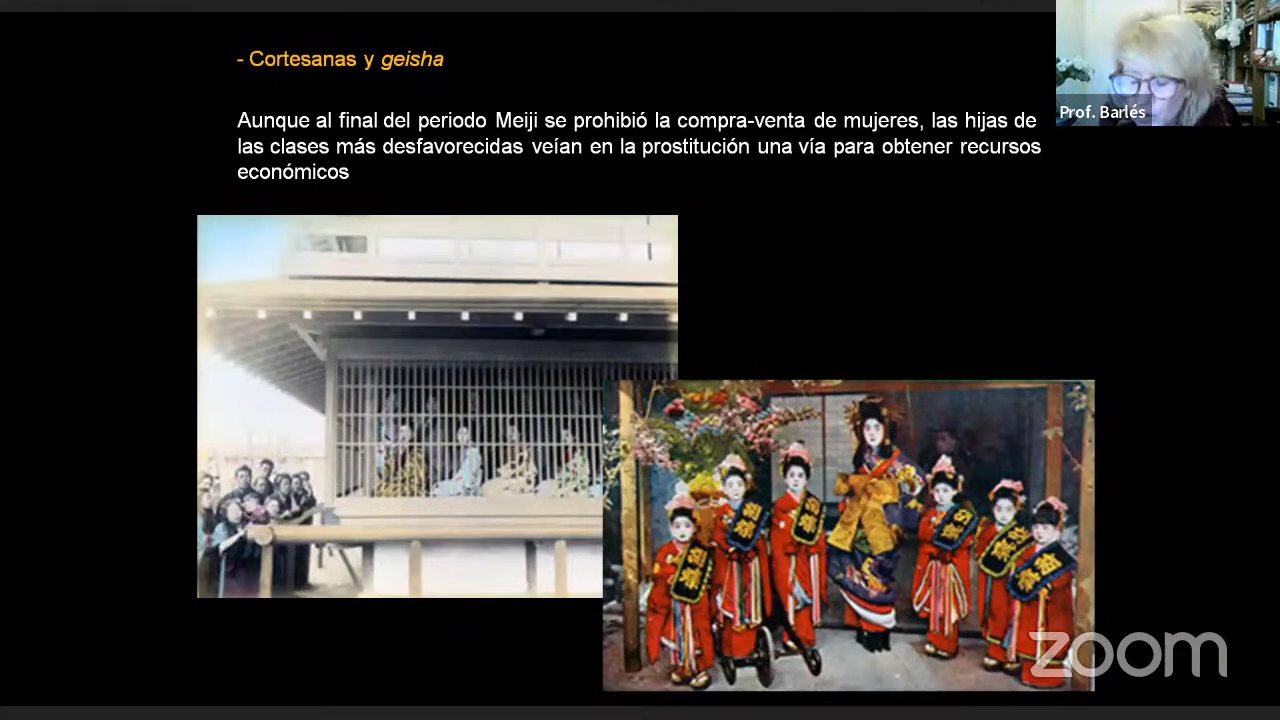 - Cortesanas y geisha
Aunque al final del periodo Meiji se prohibió la compra-venta de mujeres, las hijas de
las clases más desfavorecidas veían en la prostitución una vía para obtener recursos
económicos
Prof. Barlés
zoom